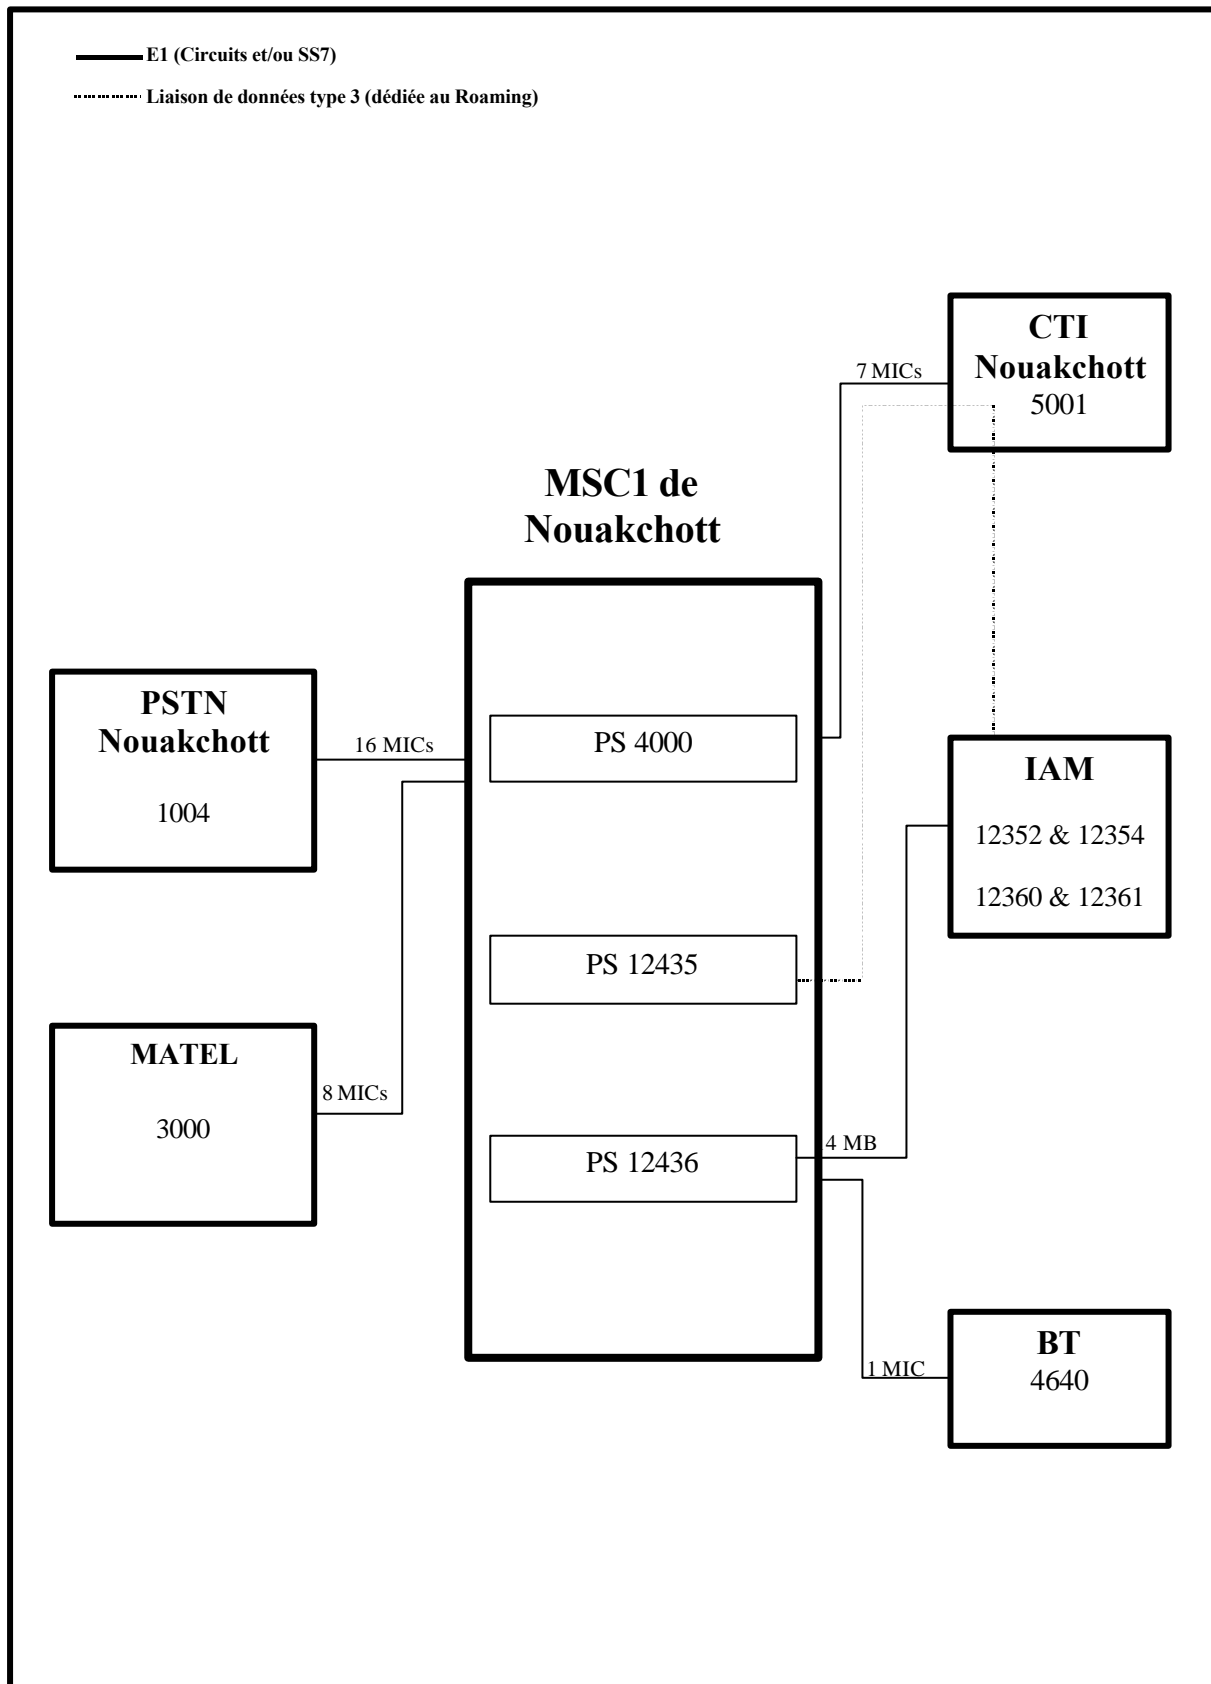 E1 (Circuits et/ou SS7)
Liaison de données type 3 (dédiée au Roaming)
CTI
Nouakchott
5001
7 MICs
MSC1 de
Nouakchott
PSTN
Nouakchott
1004
16 MICs
PS 4000
IAM
12352 & 12354
12360 & 12361
PS 12435
MATEL
3000
8 MICs
PS 12436
4 MB
BT
4640
1 MIC